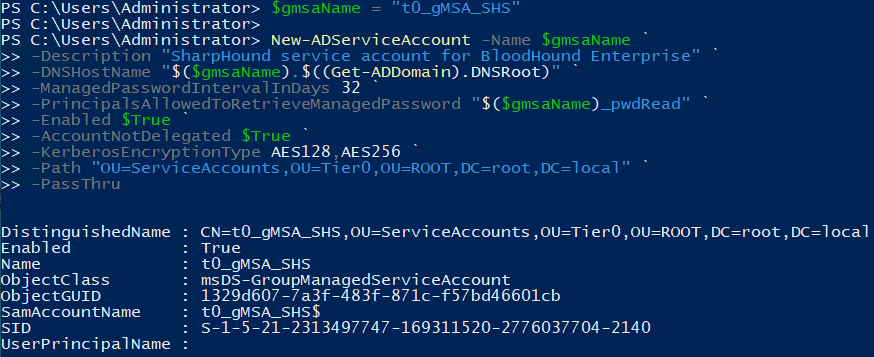 PS C:\Users\Administrator> $gmsaName = "t0_gMSA_SHS"
PS C:\Users\Administrator>
PS C:\Users\Administrator> New-ADServiceAccount -Name $gmsaName `
>> -Description "SharpHound service account for BloodHound Enterprise" `
>> -DNSHostName "$($gmsaName).$((Get-ADDomain).DNSRoot)" `
>> -ManagedPasswordIntervalInDays 32 `
>> -PrincipalsAllowedToRetrieveManagedPassword "$($gmsaName)_pwdRead" `
>> -Enabled $True `
>> -AccountNotDelegated $True `
>> -KerberosEncryptionType AES128,AES256 `
>> -Path "OU=ServiceAccounts,OU=Tier0,OU=ROOT,DC=root,DC=local" `
>> -PassThru
DistinguishedName : CN=t0_gMSA_SHS,OU=ServiceAccounts,OU=Tier0,OU=ROOT,DC=root,DC=local
Enabled           : True
Name              : t0_gMSA_SHS
ObjectClass       : msDS-GroupManagedServiceAccount
ObjectGUID        : 1329d607-7a3f-483f-871c-f57bd46601cb
SamAccountName    : t0_gMSA_SHS$
SID               : S-1-5-21-2313497747-169311520-2776037704-2140
UserPrincipalName :